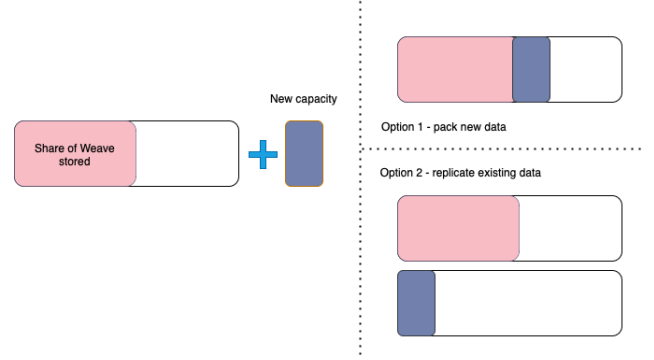 New capacity
Share of Weave
stored
Option 1 - pack new data
Option 2 - replicate existing data